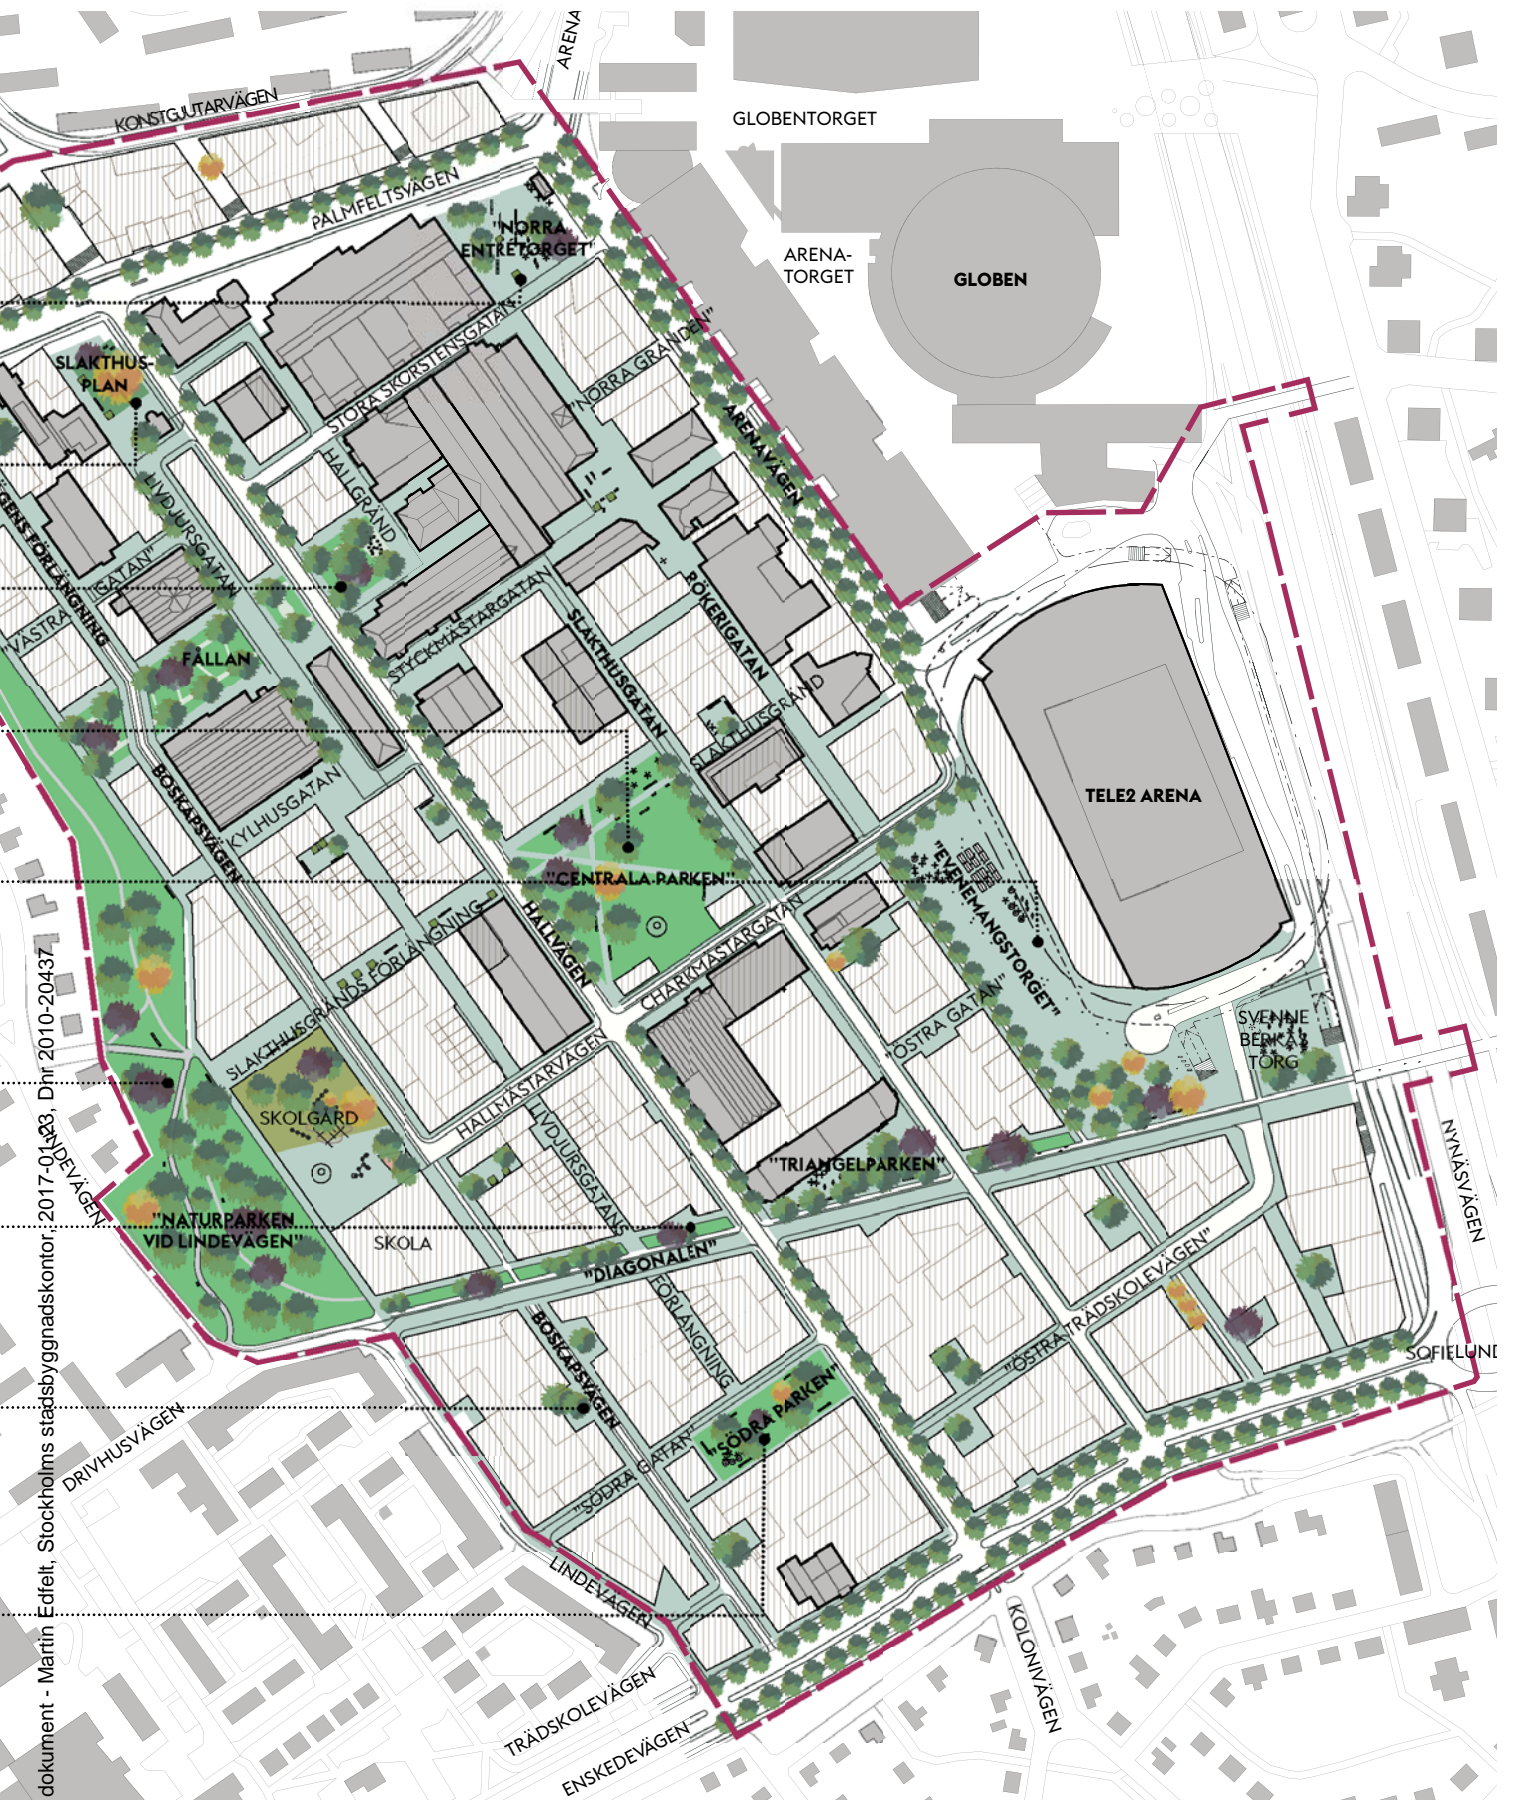 ARENA
KONSTGJUTARVÄGEN
GLOBENTORGET
PALMFELTSVÄGEN
"NORRA
ENTRÉTORGET"
ARENA-
TORGET
GLOBEN
STORA SKORSTENSGATAN
"NORRA GRÄNDEN"
SLAKTHUS-
PLAN
ARENAVÄGEN
HALLGRÄND
LIVDJURSGATAN
ÄGENS FÖRLÄNGNING
"VÄSTRA GATAN"
STYCKMÄSTARGATAN
SLAKTHUSGATAN
RÖKERIGATAN
FÅLLAN
SLAKTHUSGRÄND
BOSKAPSVÄGEN
KYLHUSGATAN
TELE2 ARENA
"CENTRALA PARKEN"
"EVENEMANGSTORGET"
HALLVÄGEN
CHARKMÄSTARGATAN
SLAKTHUSGRÄNDS FÖRLÄNGNING
"ÖSTRA GATAN"
SVENNE
BERKAS
TORG
SKOLGÅRD
HALLMÄSTARVÄGEN
LIVDJURSGATANS
FÖRLÄNGNING
"TRIANGELPARKEN"
NYNÄSVÄGEN
LINDEVÄGEN
"NATURPARKEN
VID LINDEVÄGEN"
SKOLA
"DIAGONALEN"
"ÖSTRA TRÄDSKOLEVÄGEN"
BOSKAPSVÄGEN
SOFIELUND
"SÖDRA PARKEN"
"SÖDRA GATAN"
DRIVHUSVÄGEN
LINDEVÄGEN
KOLONIVÄGEN
TRÄDSKOLEVÄGEN
ENSKEDEVÄGEN
dokument - Martin Edfelt, Stockholms stadsbyggnadskontor, 2017-01-23, Dnr 2010-20437